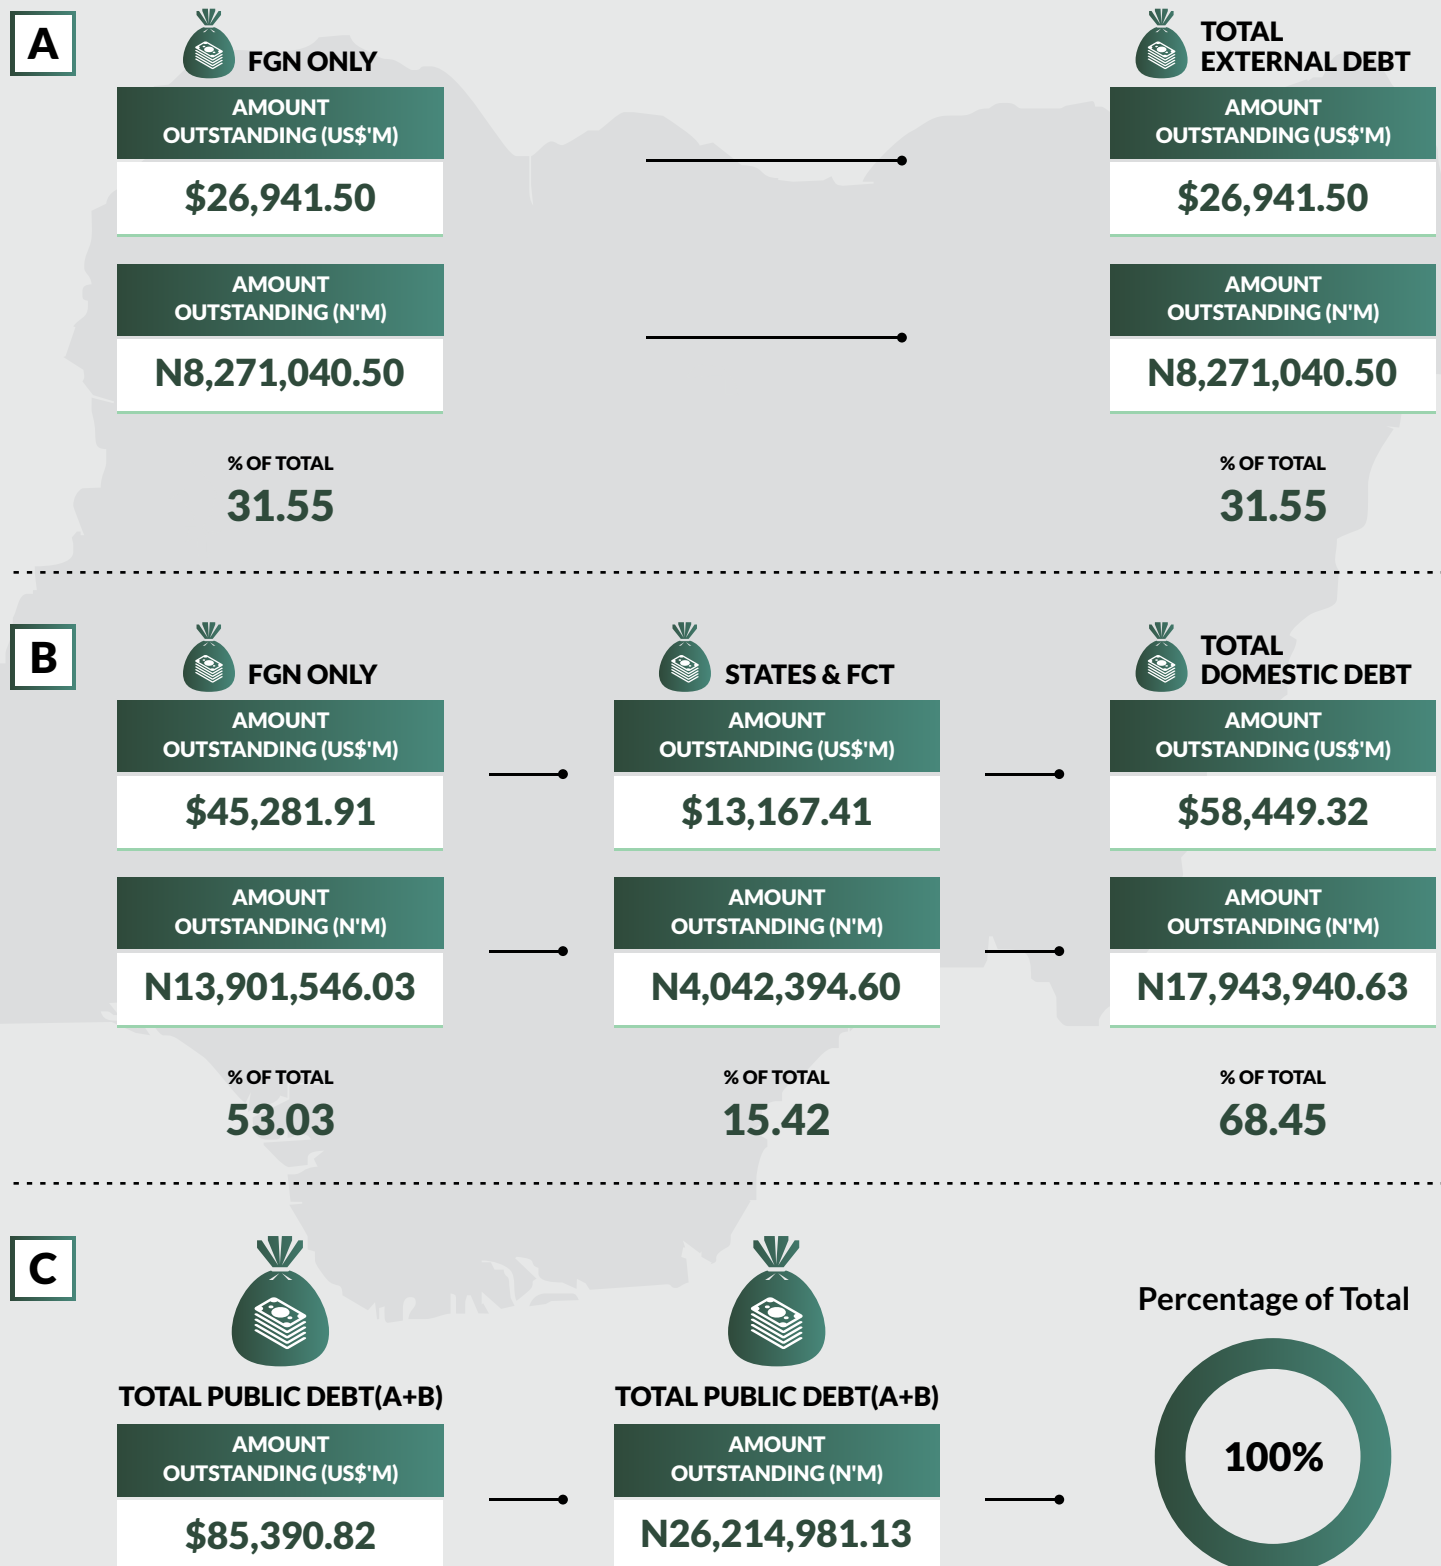 A
FGN ONLY
AMOUNT
OUTSTANDING (US$'M)
$26,941.50
AMOUNT
OUTSTANDING (N'M)
N8,271,040.50
% OF TOTAL
31.55
TOTAL
EXTERNAL DEBT
AMOUNT
OUTSTANDING (US$'M)
$26,941.50
AMOUNT
OUTSTANDING (N'M)
N8,271,040.50
% OF TOTAL
31.55
B
FGN ONLY
AMOUNT
OUTSTANDING (US$'M)
$45,281.91
AMOUNT
OUTSTANDING (N'M)
N13,901,546.03
% OF TOTAL
53.03
STATES & FCT
AMOUNT
OUTSTANDING (US$'M)
$13,167.41
AMOUNT
OUTSTANDING (N'M)
N4,042,394.60
% OF TOTAL
15.42
TOTAL
DOMESTIC DEBT
AMOUNT
OUTSTANDING (US$'M)
$58,449.32
AMOUNT
OUTSTANDING (N'M)
N17,943,940.63
% OF TOTAL
68.45
C
TOTAL PUBLIC DEBT(A+B)
AMOUNT
OUTSTANDING (US$'M)
$85,390.82
TOTAL PUBLIC DEBT(A+B)
AMOUNT
OUTSTANDING (N'M)
N26,214,981.13
Percentage of Total
100%